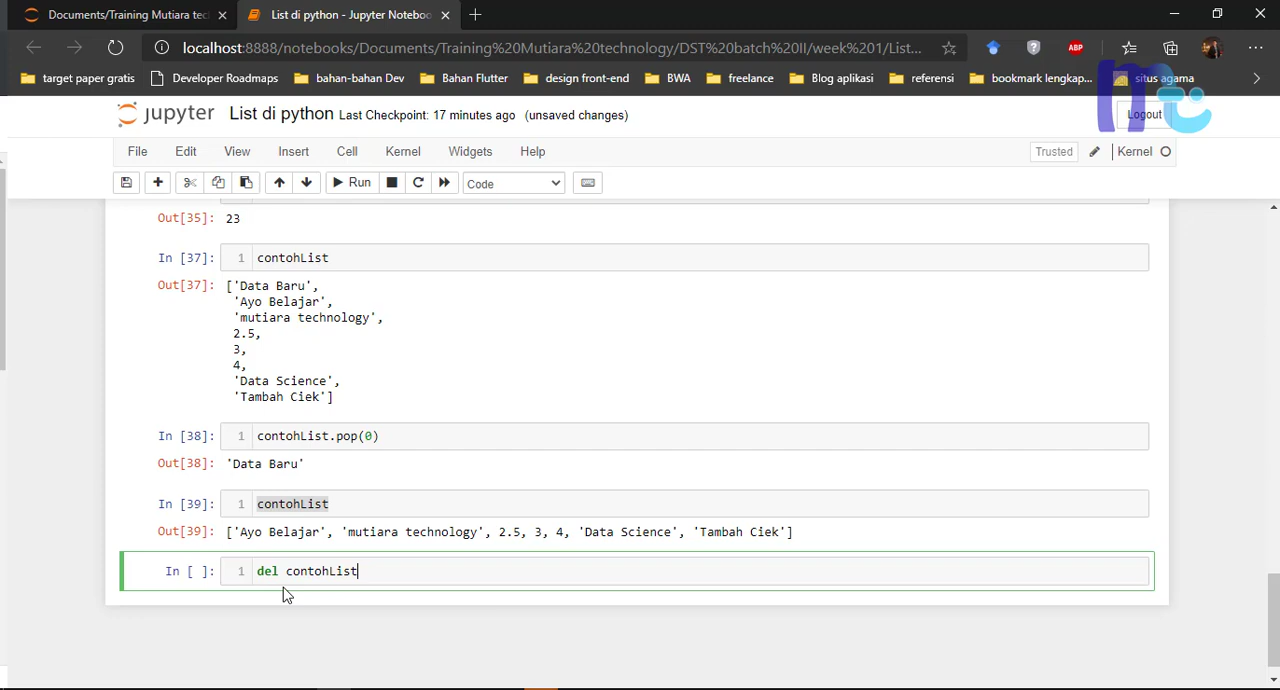 Documents/Training Mutiara tec
List di python - Jupyter Noteboo
localhost:8888/notebooks/Documents/Training%20Mutiara%20technology/DST%20batch%20II/week%201/List...
ABP
target paper gratis
Developer Roadmaps
bahan-bahan Dev
Bahan Flutter
design front-end
BWA
freelance
Blog aplikasi
referensi
bookmark lengkap...
situs agama
jupyter
List di python Last Checkpoint: 17 minutes ago (unsaved changes)
Logout
File Edit View Insert Cell Kernel Widgets Help
Trusted
Kernel
Run
Code
Out[35]: 23
In [37]: 1 contohList
Out[37]: ['Data Baru',
'Ayo Belajar',
'mutiara technology',
2.5,
3,
4,
'Data Science',
'Tambah Ciek']
In [38]: 1 contohList.pop(0)
Out[38]: 'Data Baru'
In [39]: 1 contohList
Out[39]: ['Ayo Belajar', 'mutiara technology', 2.5, 3, 4, 'Data Science', 'Tambah Ciek']
In [ ]: 1 del contohList